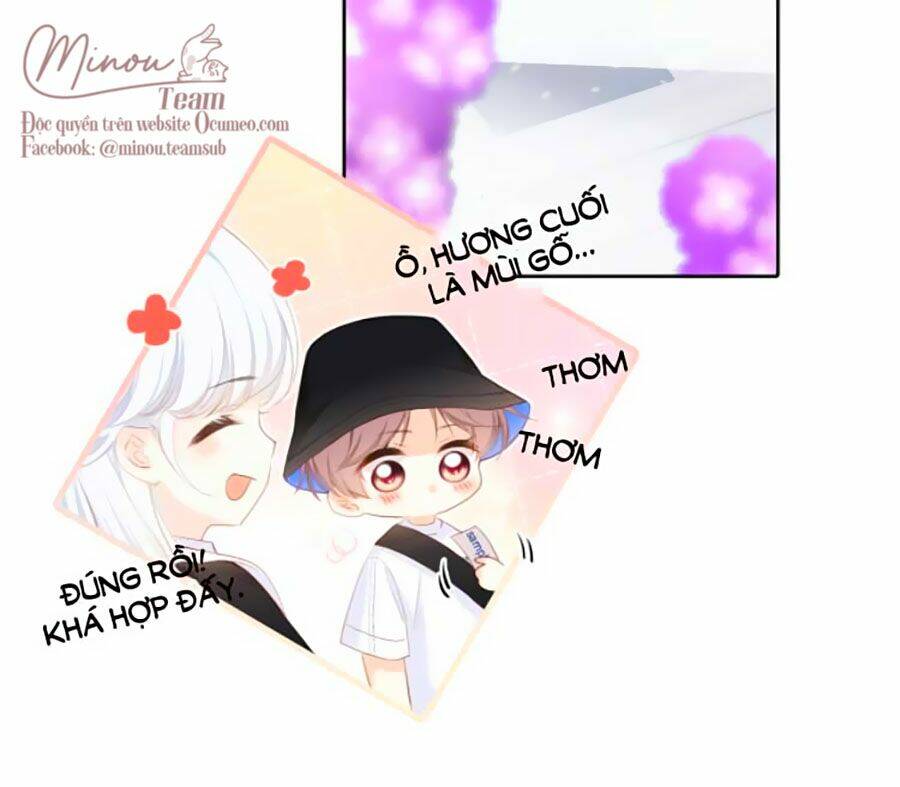 Minou
Team
Độc quyền trên website Ocumeo.com
Facebook: @minou.teamsub
Ồ, HƯƠNG CUỐI
LÀ MÙI GỖ...
THƠM
THƠM
samp
ĐÚNG RỒI!
KHÁ HỢP ĐẤY.